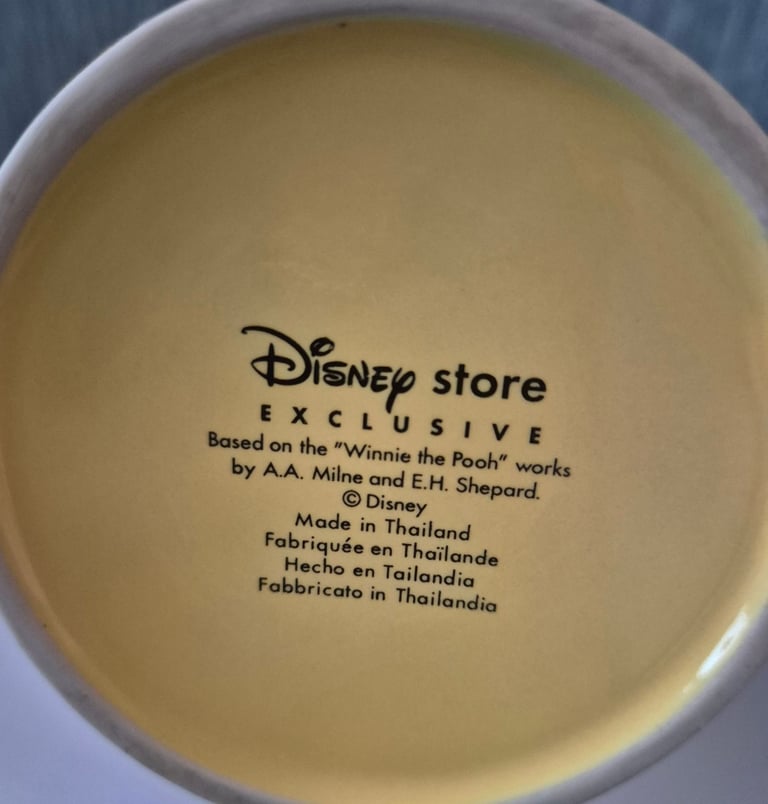 Disney store
EXCLUSIVE
Based on the "Winnie the Pooh" works
by A.A. Milne and E.H. Shepard.
© Disney
Made in Thailand
Fabriquée en Thaïlande
Hecho en Tailandia
Fabbricato in Thailandia